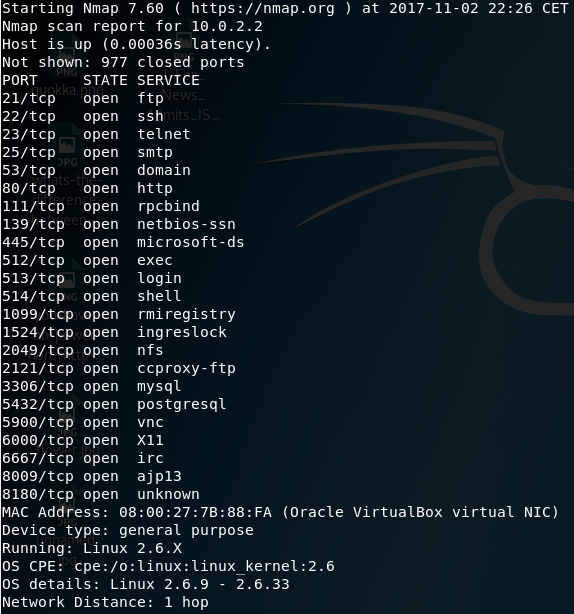 Starting Nmap 7.60 ( https://nmap.org ) at 2017-11-02 22:26 CET
Nmap scan report for 10.0.2.2
Host is up (0.00036s latency).
Not shown: 977 closed ports
PORT     STATE SERVICE
21/tcp   open  ftp
22/tcp   open  ssh
23/tcp   open  telnet
25/tcp   open  smtp
53/tcp   open  domain
80/tcp   open  http
111/tcp  open  rpcbind
139/tcp  open  netbios-ssn
445/tcp  open  microsoft-ds
512/tcp  open  exec
513/tcp  open  login
514/tcp  open  shell
1099/tcp open  rmiregistry
1524/tcp open  ingreslock
2049/tcp open  nfs
2121/tcp open  ccproxy-ftp
3306/tcp open  mysql
5432/tcp open  postgresql
5900/tcp open  vnc
6000/tcp open  X11
6667/tcp open  irc
8009/tcp open  ajp13
8180/tcp open  unknown
MAC Address: 08:00:27:7B:88:FA (Oracle VirtualBox virtual NIC)
Device type: general purpose
Running: Linux 2.6.X
OS CPE: cpe:/o:linux:linux_kernel:2.6
OS details: Linux 2.6.9 - 2.6.33
Network Distance: 1 hop
PNG
quokka.png
News_
JPG
whats-the-
difference-
between-